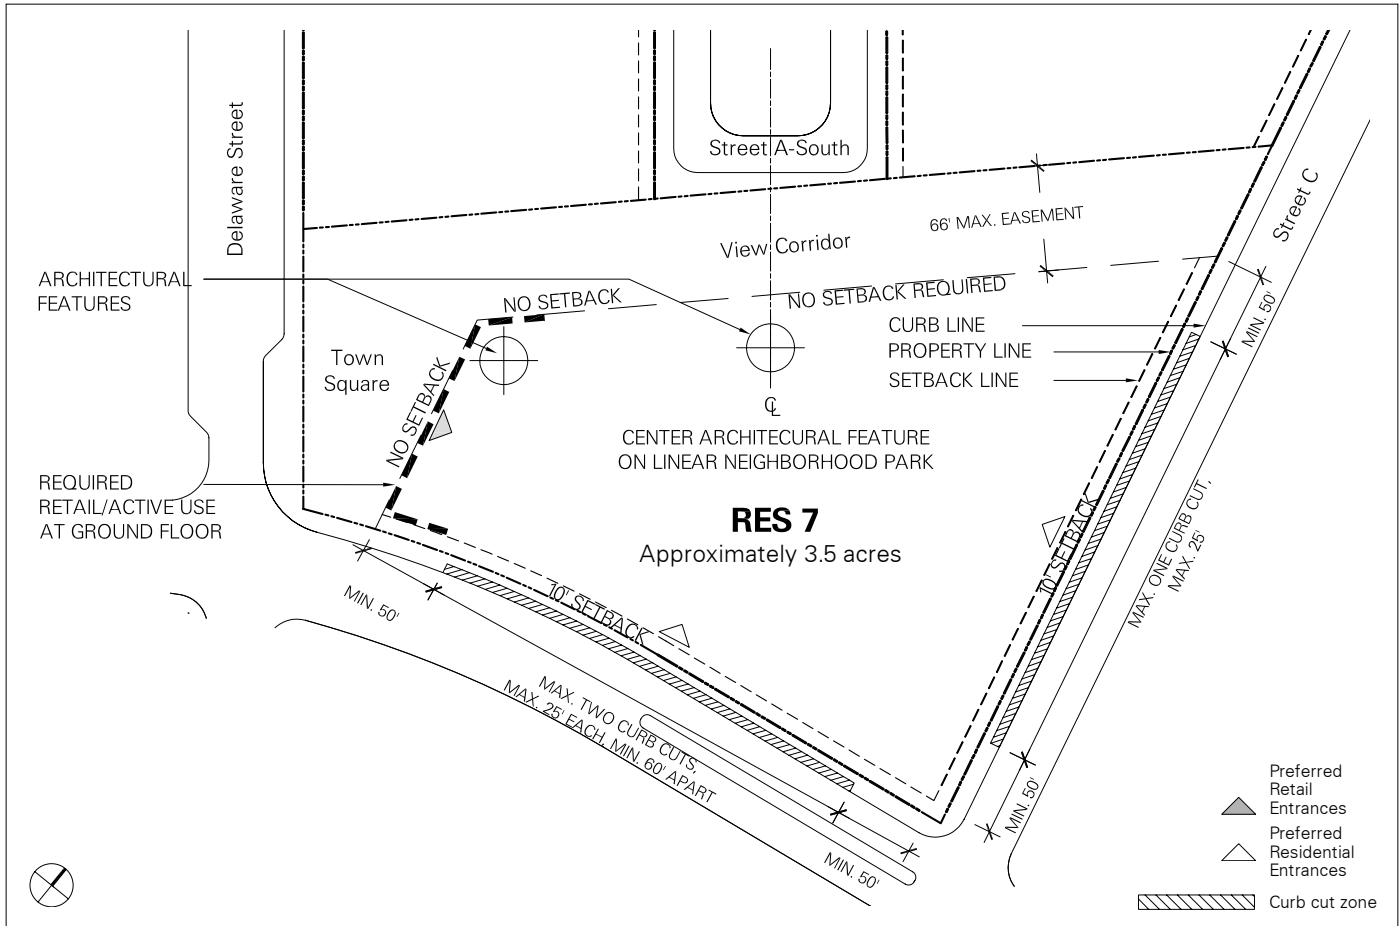 Delaware Street
Street A-South
Street C
66' MAX. EASEMENT
View Corridor
ARCHITECTURAL
FEATURES
NO SETBACK
NO SETBACK REQUIRED
MIN. 50'
CURB LINE
PROPERTY LINE
SETBACK LINE
Town
Square
NO SETBACK
℄
CENTER ARCHITECURAL FEATURE
ON LINEAR NEIGHBORHOOD PARK
REQUIRED
RETAIL/ACTIVE USE
AT GROUND FLOOR
RES 7
Approximately 3.5 acres
10' SETBACK
MAX. ONE CURB CUT,
MAX. 25'
MIN. 50'
10' SETBACK
MAX. TWO CURB CUTS,
MAX. 25' EACH, MIN. 60' APART
MIN. 50'
MIN. 50'
Preferred
Retail
Entrances
Preferred
Residential
Entrances
Curb cut zone